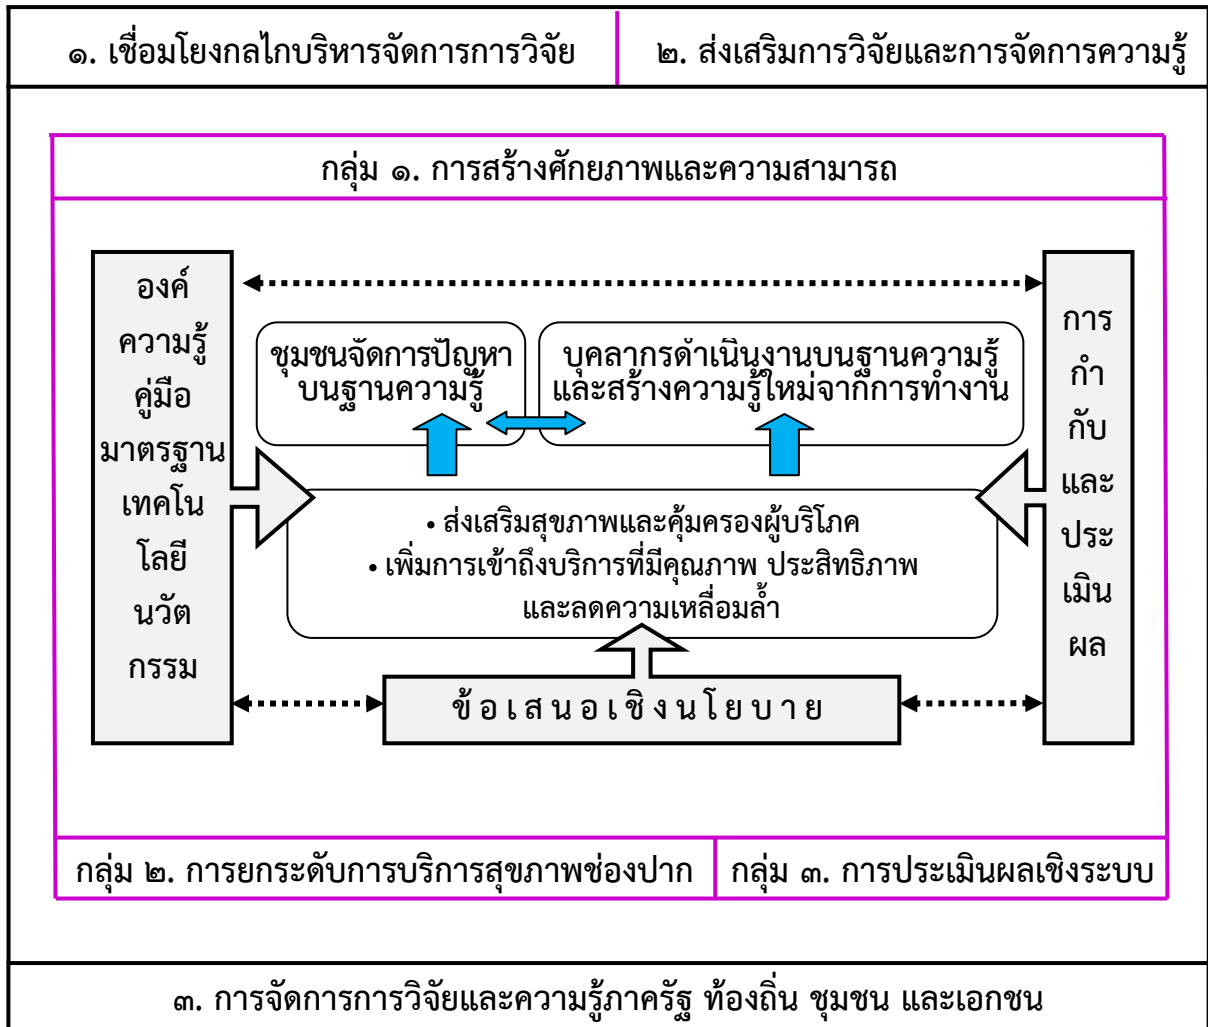 ๑. เชื่อมโยงกลไกบริหารจัดการการวิจัย
๒. ส่งเสริมการวิจัยและการจัดการความรู้
กลุ่ม ๑. การสร้างศักยภาพและความสามารถ
องค์
ความรู้
คู่มือ
มาตรฐาน
เทคโน
โลยี
นวัต
กรรม
ชุมชนจัดการปัญหา
บนฐานความรู้
บุคลากรดำเนินงานบนฐานความรู้
และสร้างความรู้ใหม่จากการทำงาน
• ส่งเสริมสุขภาพและคุ้มครองผู้บริโภค
• เพิ่มการเข้าถึงบริการที่มีคุณภาพ ประสิทธิภาพ
และลดความเหลื่อมล้ำ
ข้ อ เ ส น อ เ ชิ ง น โ ย บ า ย
การ
กำ
กับ
และ
ประ
เมิน
ผล
กลุ่ม ๒. การยกระดับการบริการสุขภาพช่องปาก
กลุ่ม ๓. การประเมินผลเชิงระบบ
๓. การจัดการการวิจัยและความรู้ภาครัฐ ท้องถิ่น ชุมชน และเอกชน